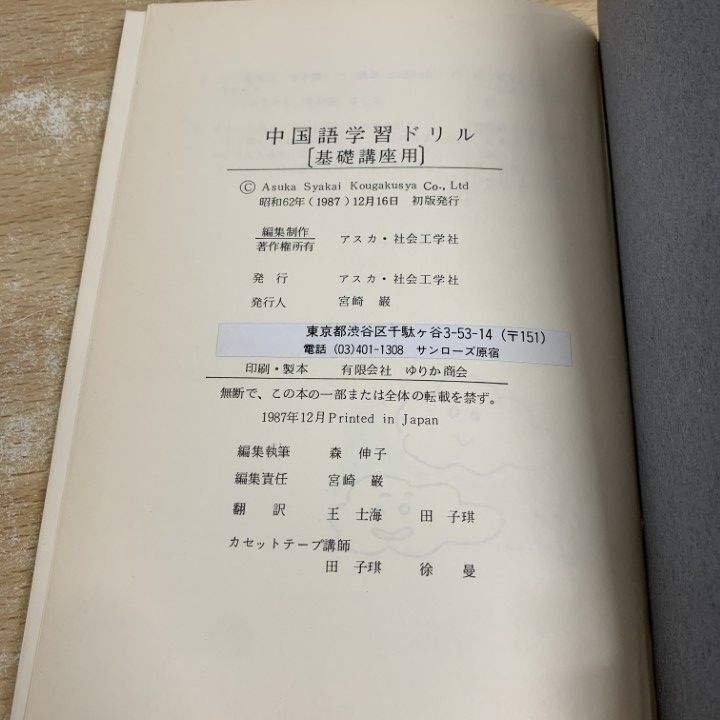 中国語学習ドリル
〔基礎講座用〕
© Asuka Syakai Kougakusya Co., Ltd
昭和62年(1987)12月16日 初版発行
編集制作
著作権所有 アスカ・社会工学社
発行 アスカ・社会工学社
発行人 宮崎 巌
東京都渋谷区千駄ヶ谷3-53-14(〒151)
電話 (03)401-1308 サンローズ原宿
印刷・製本 有限会社 ゆりか商会
無断で、この本の一部または全体の転載を禁ず。
1987年12月 Printed in Japan
編集執筆 森 伸子
編集責任 宮崎 巌
翻訳 王 士海 田 子琪
カセットテープ講師
田 子琪 徐 曼